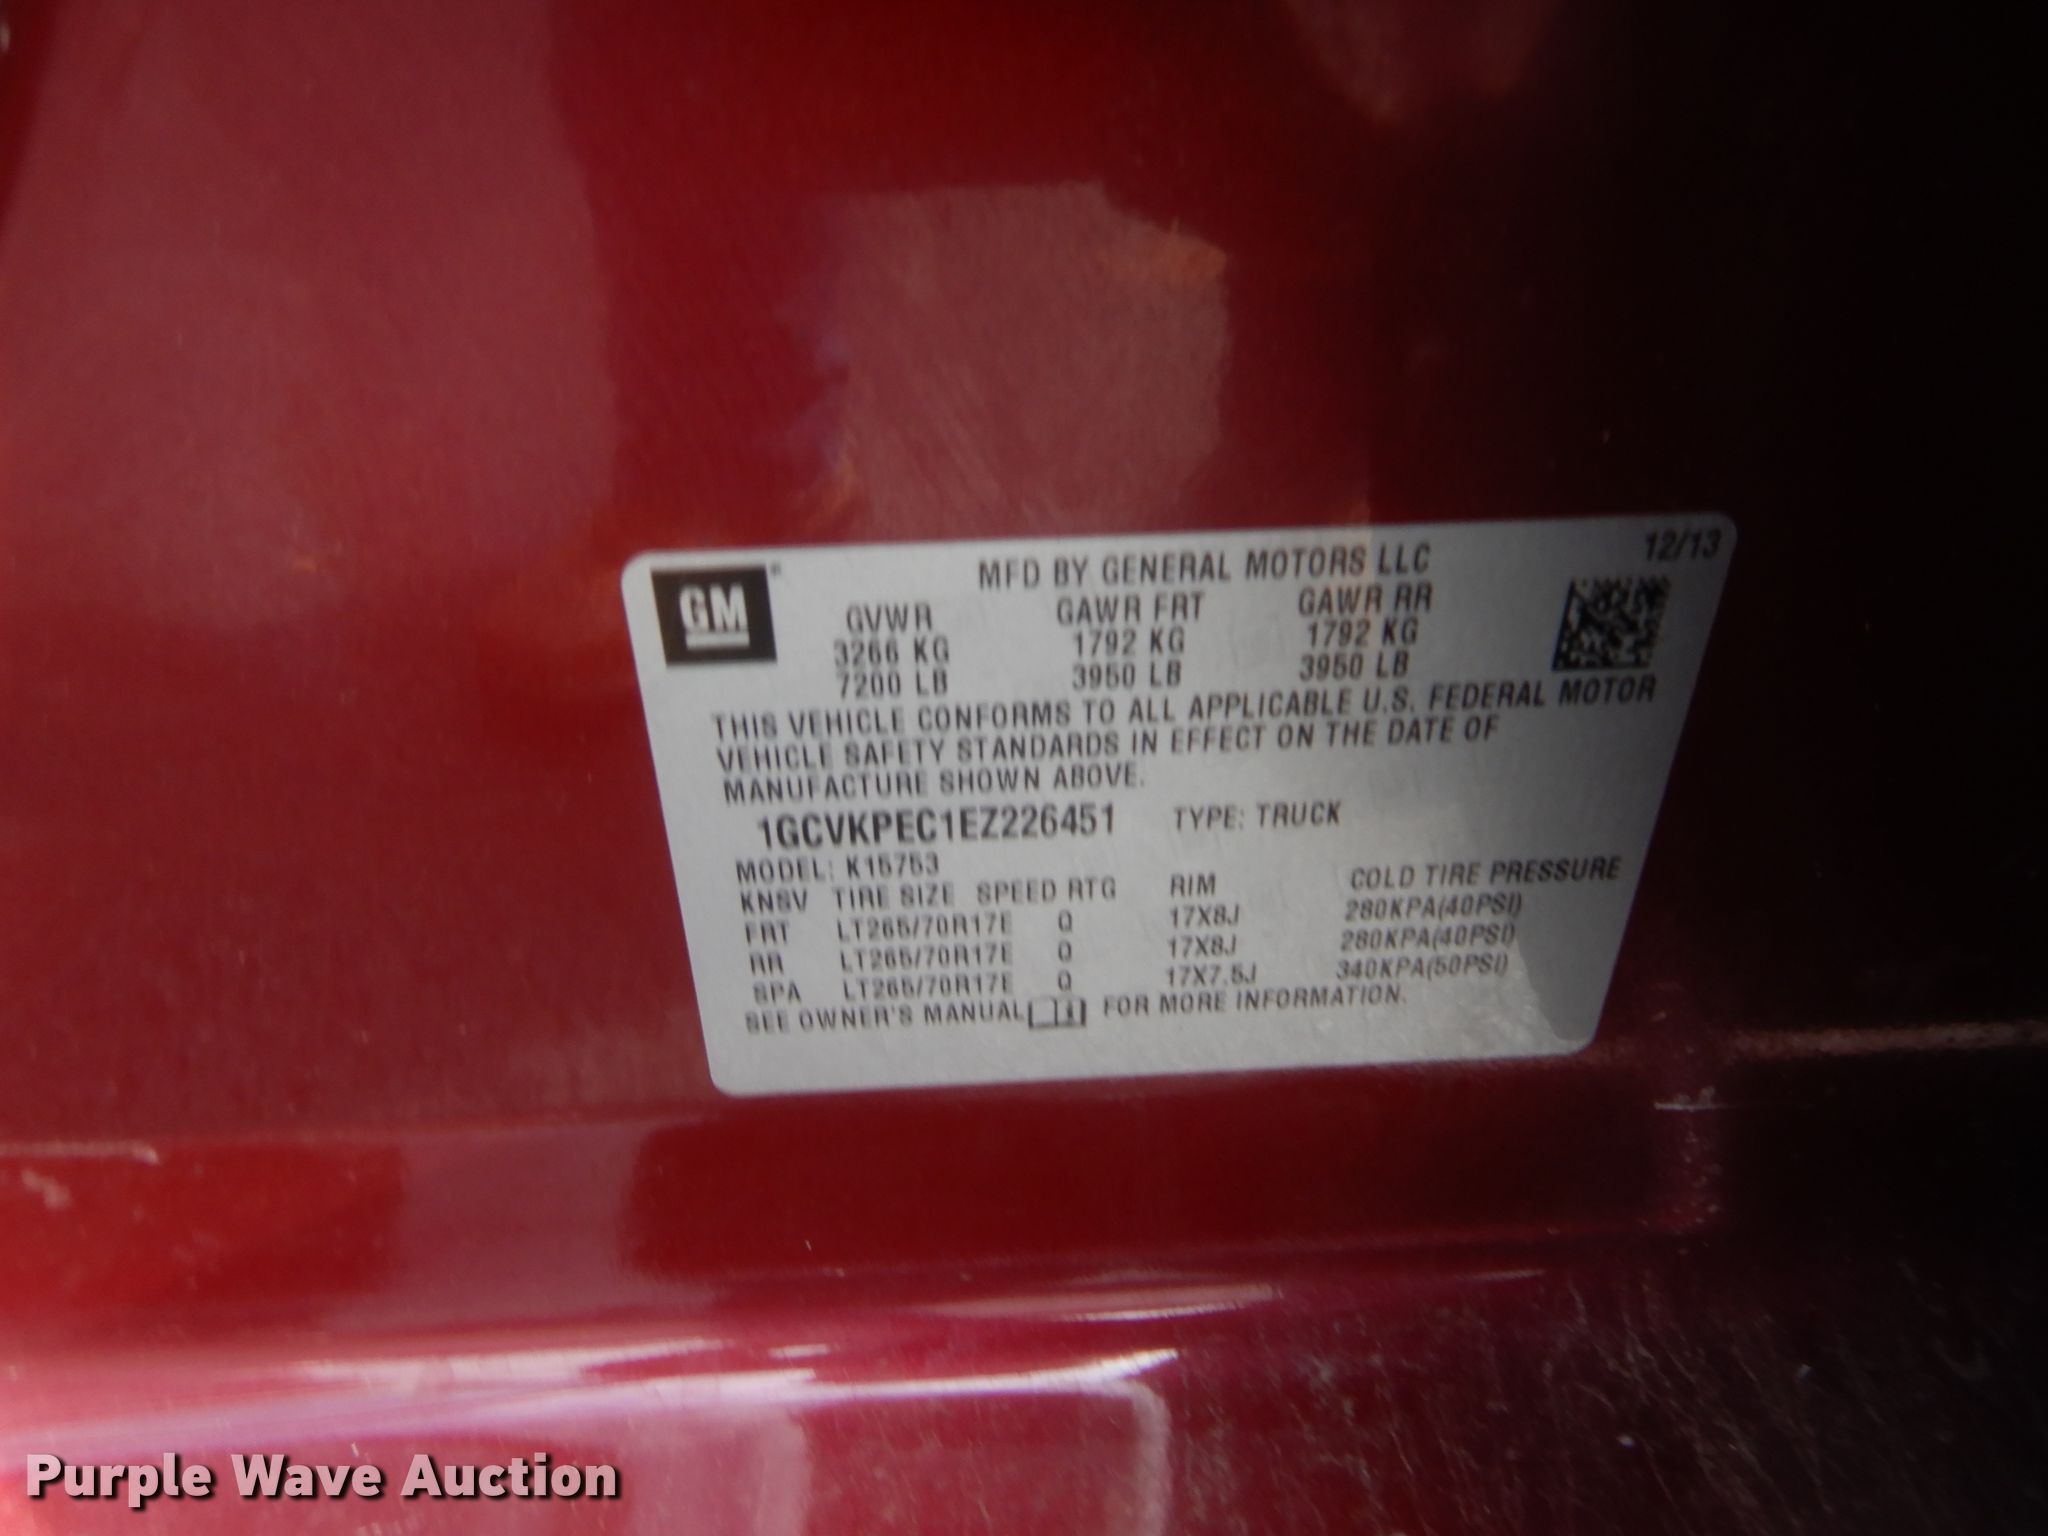 12/13
GM
MFD BY GENERAL MOTORS LLC
GVWR GAWR FRT GAWR RR
3266 KG 1792 KG 1792 KG
7200 LB 3950 LB 3950 LB
THIS VEHICLE CONFORMS TO ALL APPLICABLE U.S. FEDERAL MOTOR
VEHICLE SAFETY STANDARDS IN EFFECT ON THE DATE OF
MANUFACTURE SHOWN ABOVE.
1GCVKPEC1EZ226451 TYPE: TRUCK
MODEL: K15753
KNSV TIRE SIZE SPEED RTG RIM COLD TIRE PRESSURE
FRT LT265/70R17E Q 17X8J 280KPA(40PSI)
RR LT265/70R17E Q 17X8J 280KPA(40PSI)
SPA LT265/70R17E Q 17X7.5J 340KPA(50PSI)
SEE OWNER'S MANUAL FOR MORE INFORMATION.
Purple Wave Auction